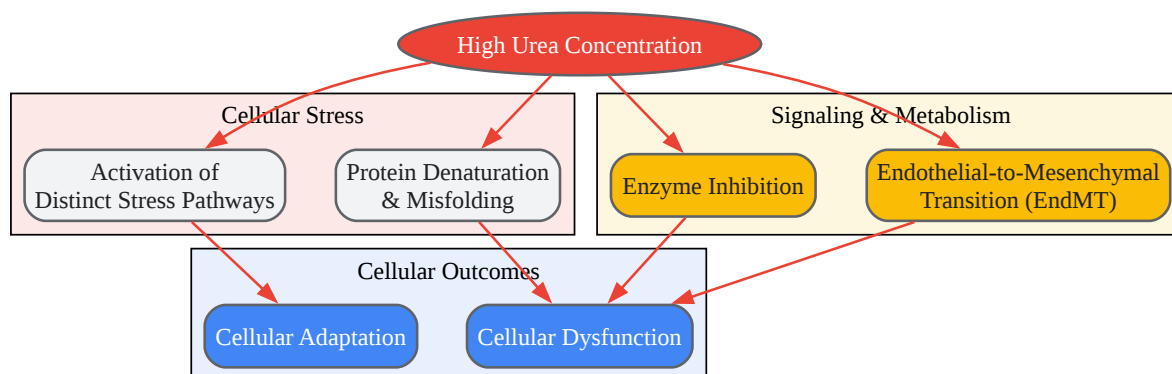 High Urea Concentration
Cellular Stress
Signaling & Metabolism
Activation of
Distinct Stress Pathways
Protein Denaturation
& Misfolding
Enzyme Inhibition
Endothelial-to-Mesenchymal
Transition (EndMT)
Cellular Outcomes
Cellular Adaptation
Cellular Dysfunction